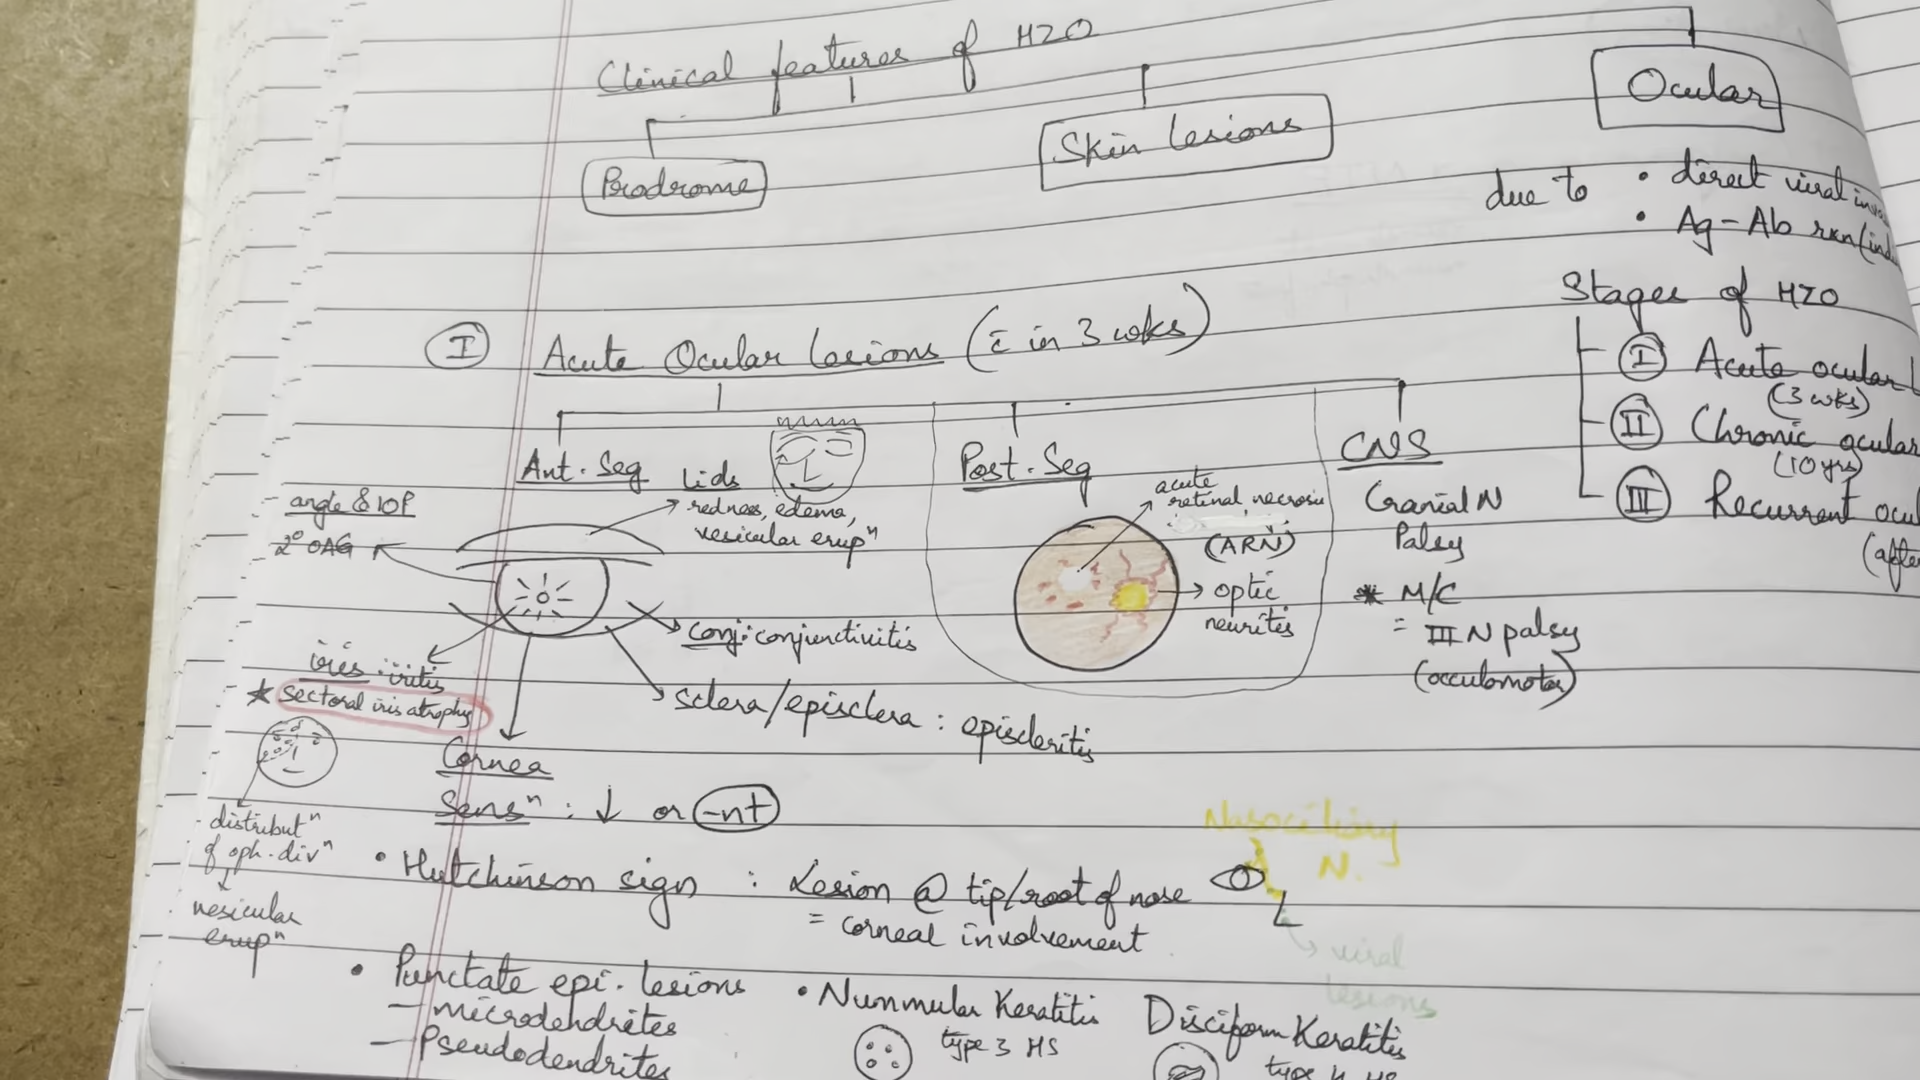 Clinical features of HZO
Prodrome
Skin lesions
Ocular
due to • direct viral
• Ag-Ab rxn
Stages of HZO
I Acute ocular
(3 wks)
II Chronic ocular
(10 yrs)
III Recurrent
I Acute Ocular lesions (c̄ in 3 wks)
Ant. Seg
Lids
redness, edema,
vesicular erupⁿ
angle & IOP
2° OAG
conj: conjunctivitis
sclera/episclera : episcleritis
iris : iritis
★ sectoral iris atrophy
Post. Seg
acute
retinal necrosis
(ARN)
optic
neurites
CNS
Cranial N
Palsy
* M/C
= III N palsy
(occulomotor)
- distributⁿ
of oph. divⁿ
vesicular
erupⁿ
Cornea
Sensⁿ : ↓ or -nt
• Hutchinson sign : Lesion @ tip/root of nose
= corneal involvement
Nasociliary
N.
viral
lesions
• Punctate epi. lesions
- microdendrites
- Pseudodendrites
• Nummular Keratitis
type 3 HS
Disciform Keratitis
type